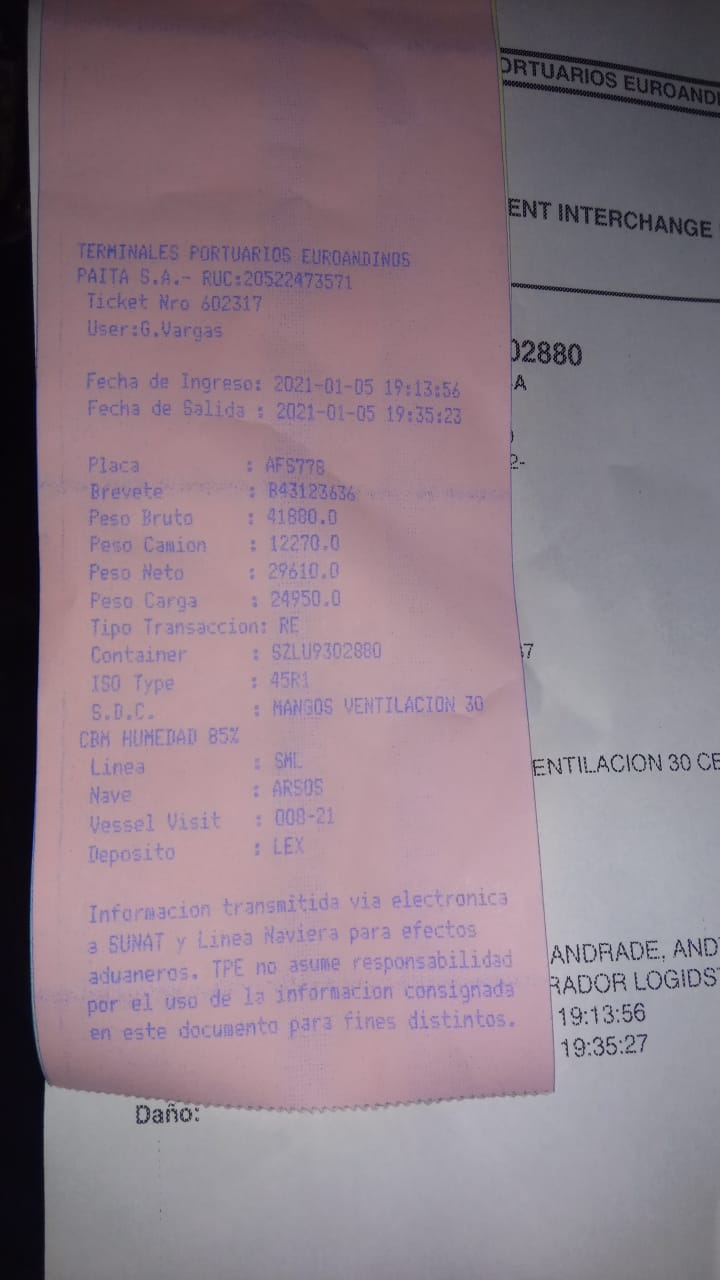 TERMINALES PORTUARIOS EUROANDINOS
PAITA S.A.- RUC:20522473571
Ticket Nro 602317
User:G.Vargas
Fecha de Ingreso: 2021-01-05 19:13:56
Fecha de Salida : 2021-01-05 19:35:23
Placa : AFS778
Brevete : B43123636
Peso Bruto : 41880.0
Peso Camion : 12270.0
Peso Neto : 29610.0
Peso Carga : 24950.0
Tipo Transaccion: RE
Container : SZLU9302880
ISO Type : 45R1
S.D.C. : MANGOS VENTILACION 30
CBM HUMEDAD 85%
Linea : SML
Nave : ARSOS
Vessel Visit : 008-21
Deposito : LEX
Informacion transmitida via electronica
a SUNAT y Linea Naviera para efectos
aduaneros. TPE no asume responsabilidad
por el uso de la informacion consignada
en este documento para fines distintos.
ORTUARIOS EUROAND
ENT INTERCHANGE
02880
A
2-
37
ENTILACION 30 CE
ANDRADE, AND
RADOR LOGIDS
19:13:56
19:35:27
Daño: